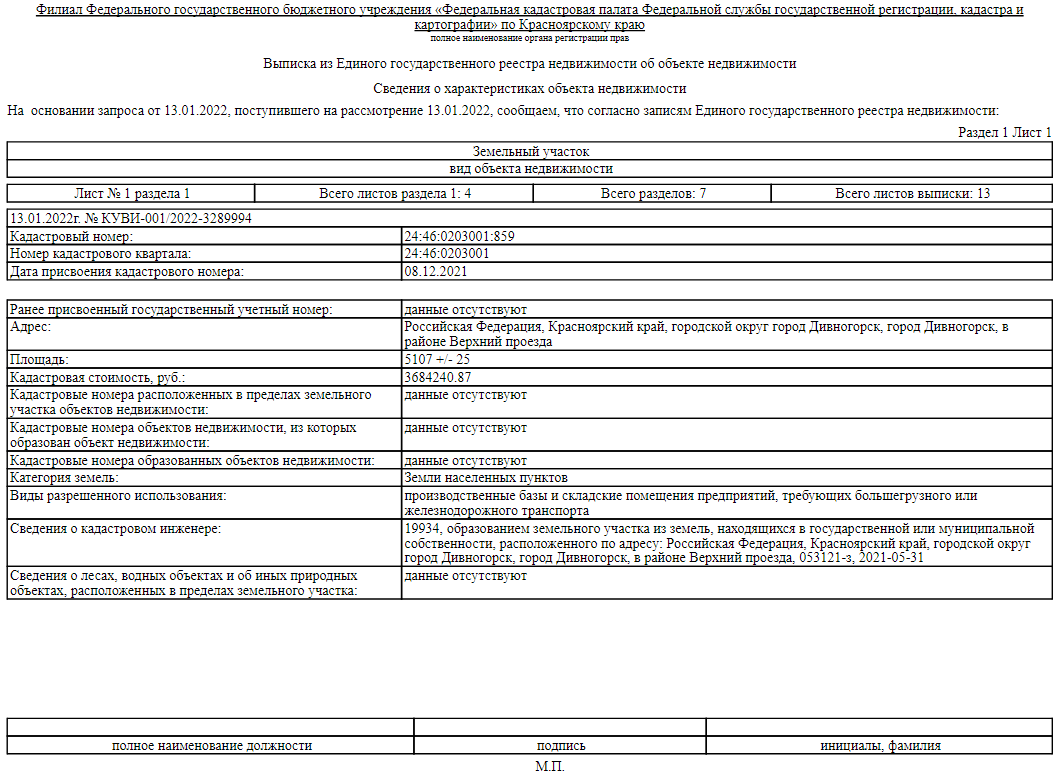 Филиал Федерального государственного бюджетного учреждения «Федеральная кадастровая палата Федеральной службы государственной регистрации, кадастра и
картографии» по Красноярскому краю
полное наименование органа регистрации прав
Выписка из Единого государственного реестра недвижимости об объекте недвижимости
Сведения о характеристиках объекта недвижимости
На основании запроса от 13.01.2022, поступившего на рассмотрение 13.01.2022, сообщаем, что согласно записям Единого государственного реестра недвижимости:
Раздел 1 Лист 1
Земельный участок
вид объекта недвижимости
Лист № 1 раздела 1 Всего листов раздела 1: 4 Всего разделов: 7 Всего листов выписки: 13
13.01.2022г. № КУВИ-001/2022-3289994
Кадастровый номер: 24:46:0203001:859
Номер кадастрового квартала: 24:46:0203001
Дата присвоения кадастрового номера: 08.12.2021
Ранее присвоенный государственный учетный номер: данные отсутствуют
Адрес: Российская Федерация, Красноярский край, городской округ город Дивногорск, город Дивногорск, в
районе Верхний проезда
Площадь: 5107 +/- 25
Кадастровая стоимость, руб.: 3684240.87
Кадастровые номера расположенных в пределах земельного данные отсутствуют
участка объектов недвижимости:
Кадастровые номера объектов недвижимости, из которых данные отсутствуют
образован объект недвижимости:
Кадастровые номера образованных объектов недвижимости: данные отсутствуют
Категория земель: Земли населенных пунктов
Виды разрешенного использования: производственные базы и складские помещения предприятий, требующих большегрузного или
железнодорожного транспорта
Сведения о кадастровом инженере: 19934, образованием земельного участка из земель, находящихся в государственной или муниципальной
собственности, расположенного по адресу: Российская Федерация, Красноярский край, городской округ
город Дивногорск, город Дивногорск, в районе Верхний проезда, 053121-з, 2021-05-31
Сведения о лесах, водных объектах и об иных природных данные отсутствуют
объектах, расположенных в пределах земельного участка:
полное наименование должности подпись инициалы, фамилия
М.П.